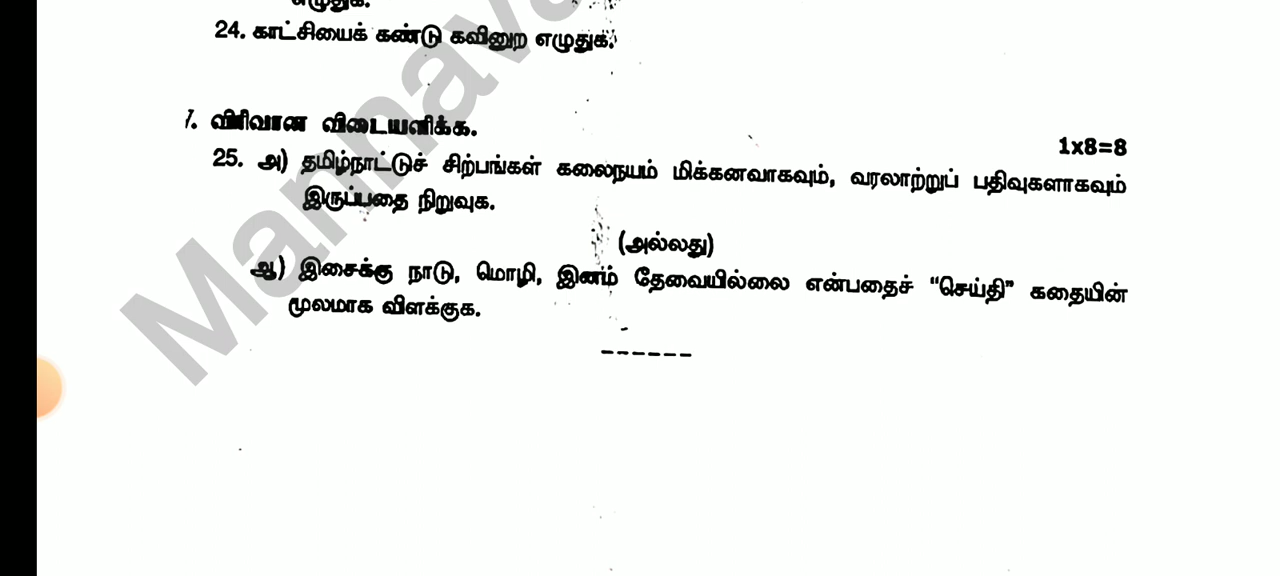 எழுதுக.
24. காட்சியைக் கண்டு கவினுற எழுதுக.
விரிவான விடையளிக்க.
1x8=8
25. அ) தமிழ்நாட்டுச் சிற்பங்கள் கலைநயம் மிக்கனவாகவும், வரலாற்றுப் பதிவுகளாகவும்
இருப்பதை நிறுவுக.
(அல்லது)
ஆ) இசைக்கு நாடு, மொழி, இனம் தேவையில்லை என்பதைச் "செய்தி" கதையின்
மூலமாக விளக்குக.
------